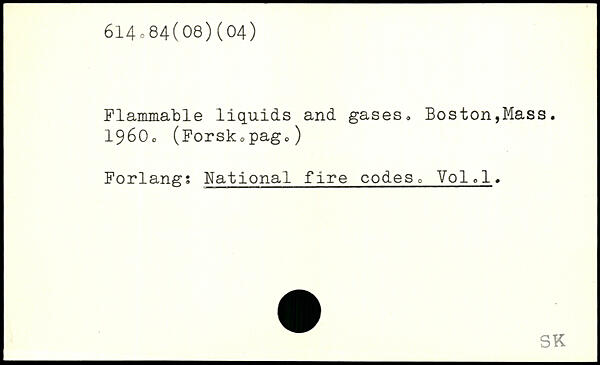 614.84(08)(04)
Flammable liquids and gases. Boston,Mass.
1960. (Forsk.pag.)
Forlang: National fire codes. Vol.1.
SK